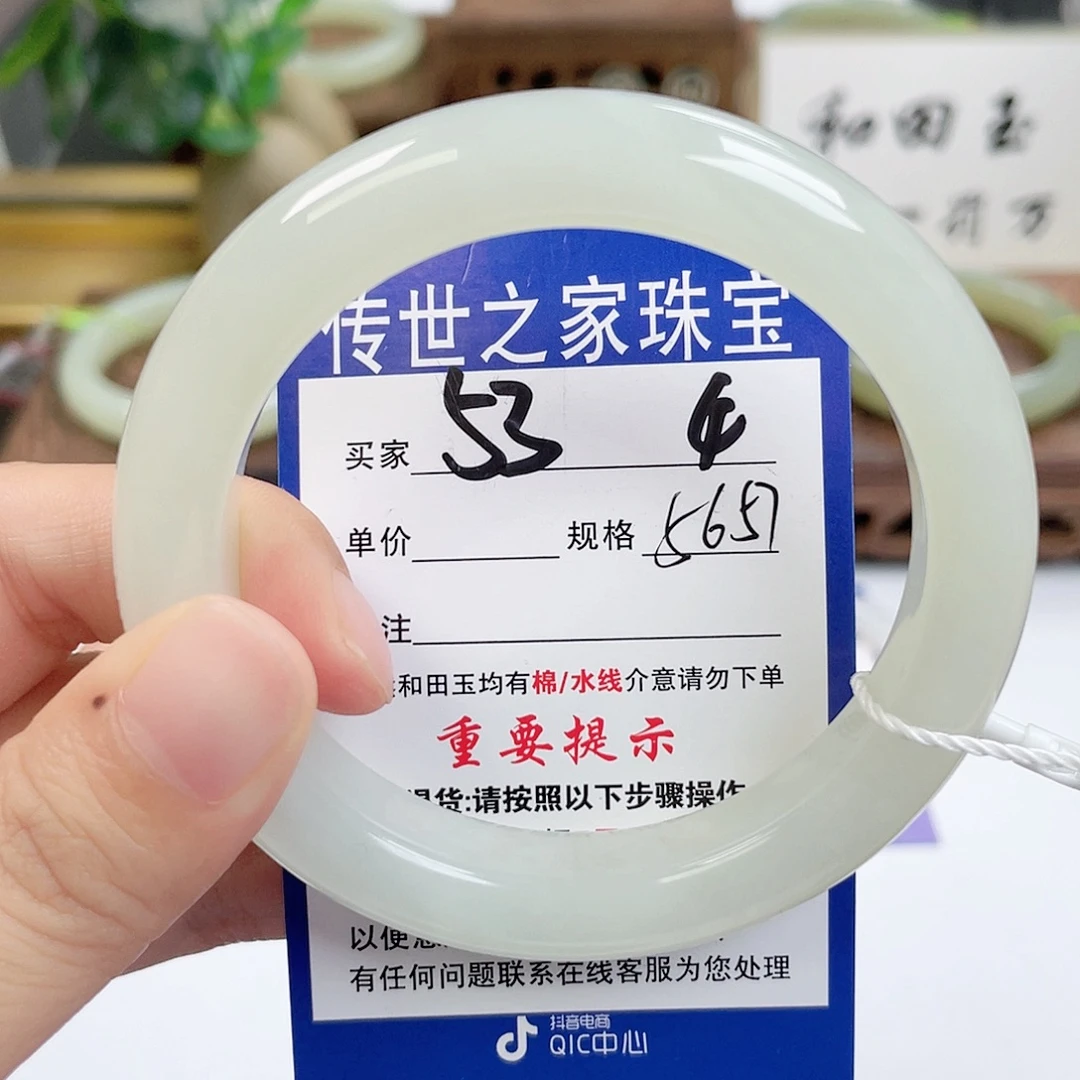 和田玉
万
传世之家珠宝
买家 53
单价 规格 5657
注
和田玉均有棉/水线介意请勿下单
重要提示
退货:请按照以下步骤操作
以便您
有任何问题联系在线客服为您处理
抖音电商
QIC中心